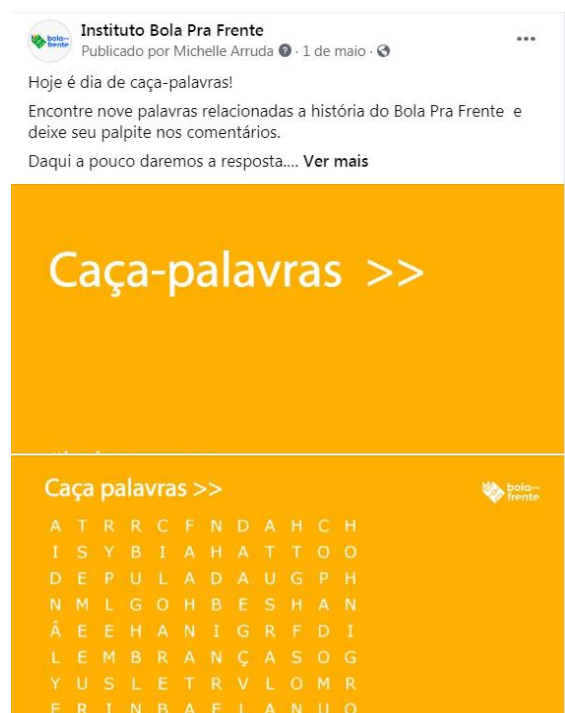 Instituto Bola Pra Frente
Publicado por Michelle Arruda · 1 de maio ·
Hoje é dia de caça-palavras!
Encontre nove palavras relacionadas a história do Bola Pra Frente e
deixe seu palpite nos comentários.
Daqui a pouco daremos a resposta.... Ver mais
Caça-palavras >>
Caça palavras >>
bola
frente
A T R R C F N D A H C H
I S Y B I A H A T T O O
D E P U L A D A U G P H
N M L G O H B E S H A N
Â E E H A N I G R F D I
L E M B R A N Ç A S O G
Y U S L E T R V L O M R
E R I N B A E L A N U O